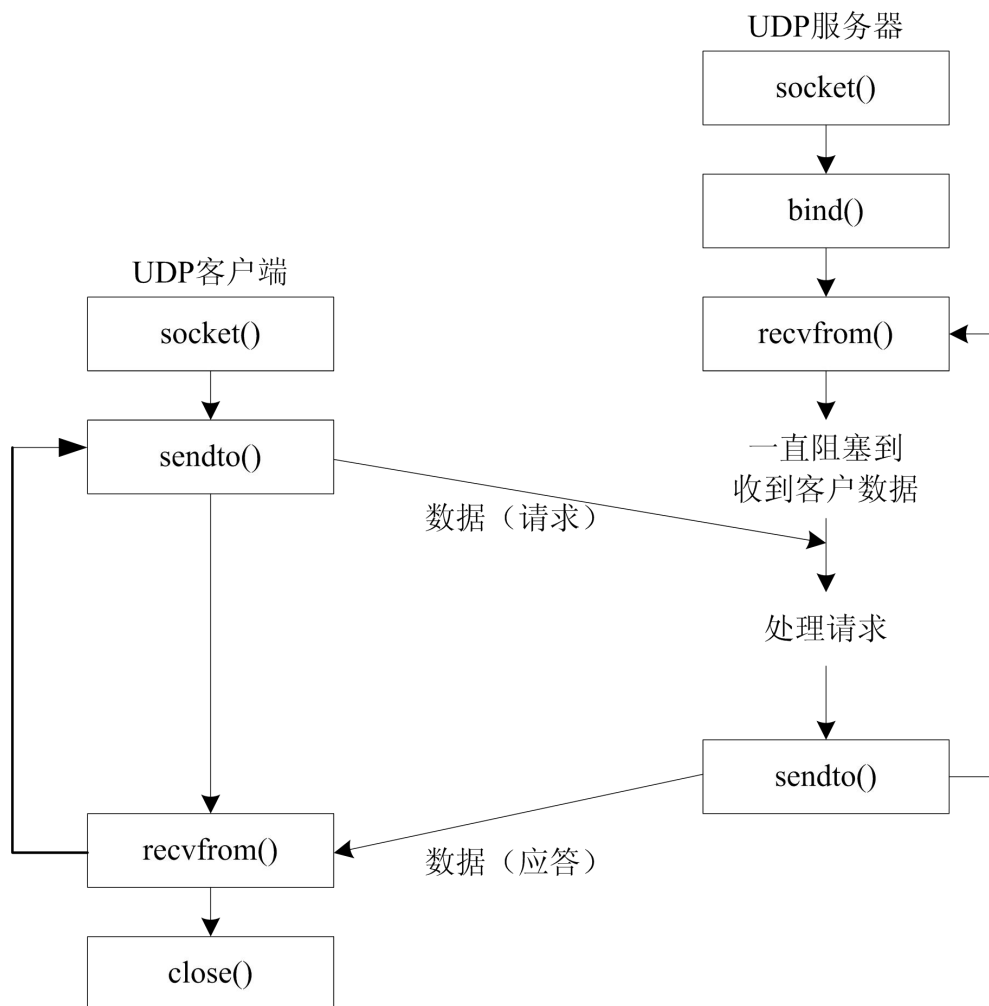 UDP服务器
socket()
bind()
recvfrom()
一直阻塞到
收到客户数据
处理请求
sendto()
UDP客户端
socket()
sendto()
数据（请求）
recvfrom()
数据（应答）
close()